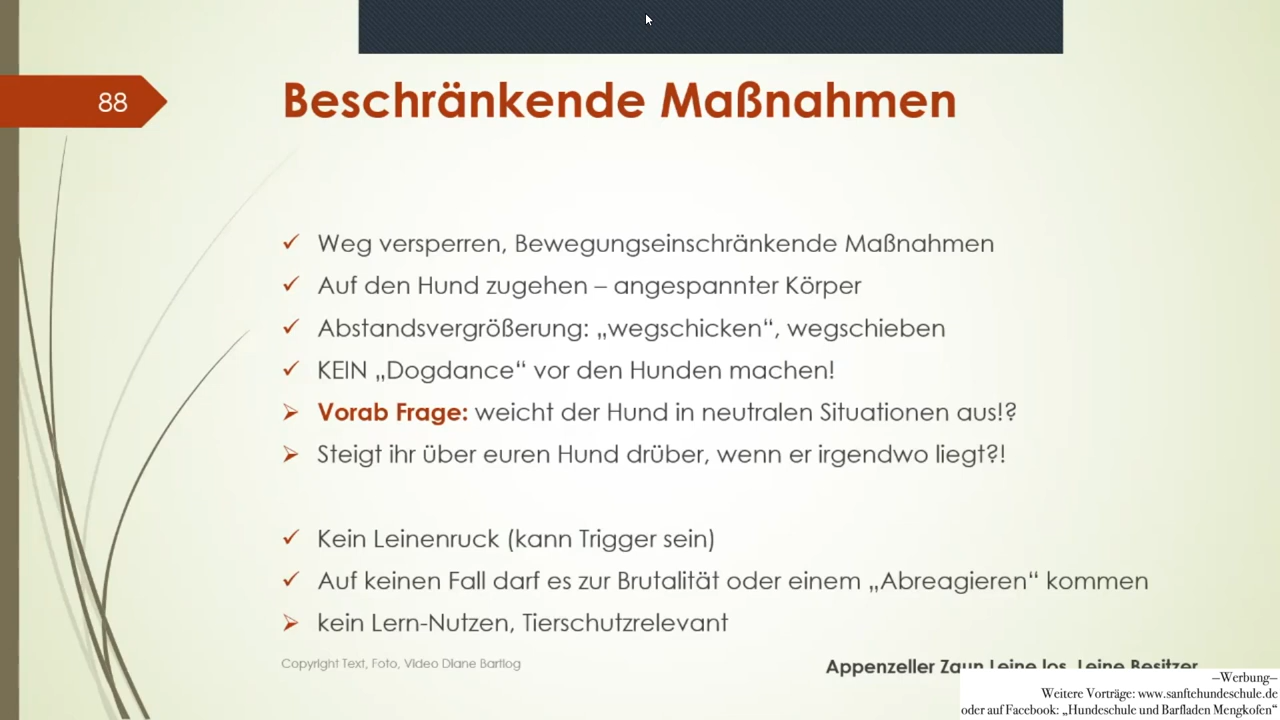 88
Beschränkende Maßnahmen
Weg versperren, Bewegungseinschränkende Maßnahmen
Auf den Hund zugehen – angespannter Körper
Abstandsvergrößerung: „wegschicken“, wegschieben
KEIN „Dogdance“ vor den Hunden machen!
Vorab Frage: weicht der Hund in neutralen Situationen aus!?
Steigt ihr über euren Hund drüber, wenn er irgendwo liegt?!
Kein Leinenruck (kann Trigger sein)
Auf keinen Fall darf es zur Brutalität oder einem „Abreagieren“ kommen
kein Lern-Nutzen, Tierschutzrelevant
Copyright Text, Foto, Video Diane Bartlog
Appenzeller Zaun Leine los, Leine Besitzer
–Werbung–
Weitere Vorträge: www.sanftehundeschule.de
oder auf Facebook: „Hundeschule und Barfladen Mengkofen“